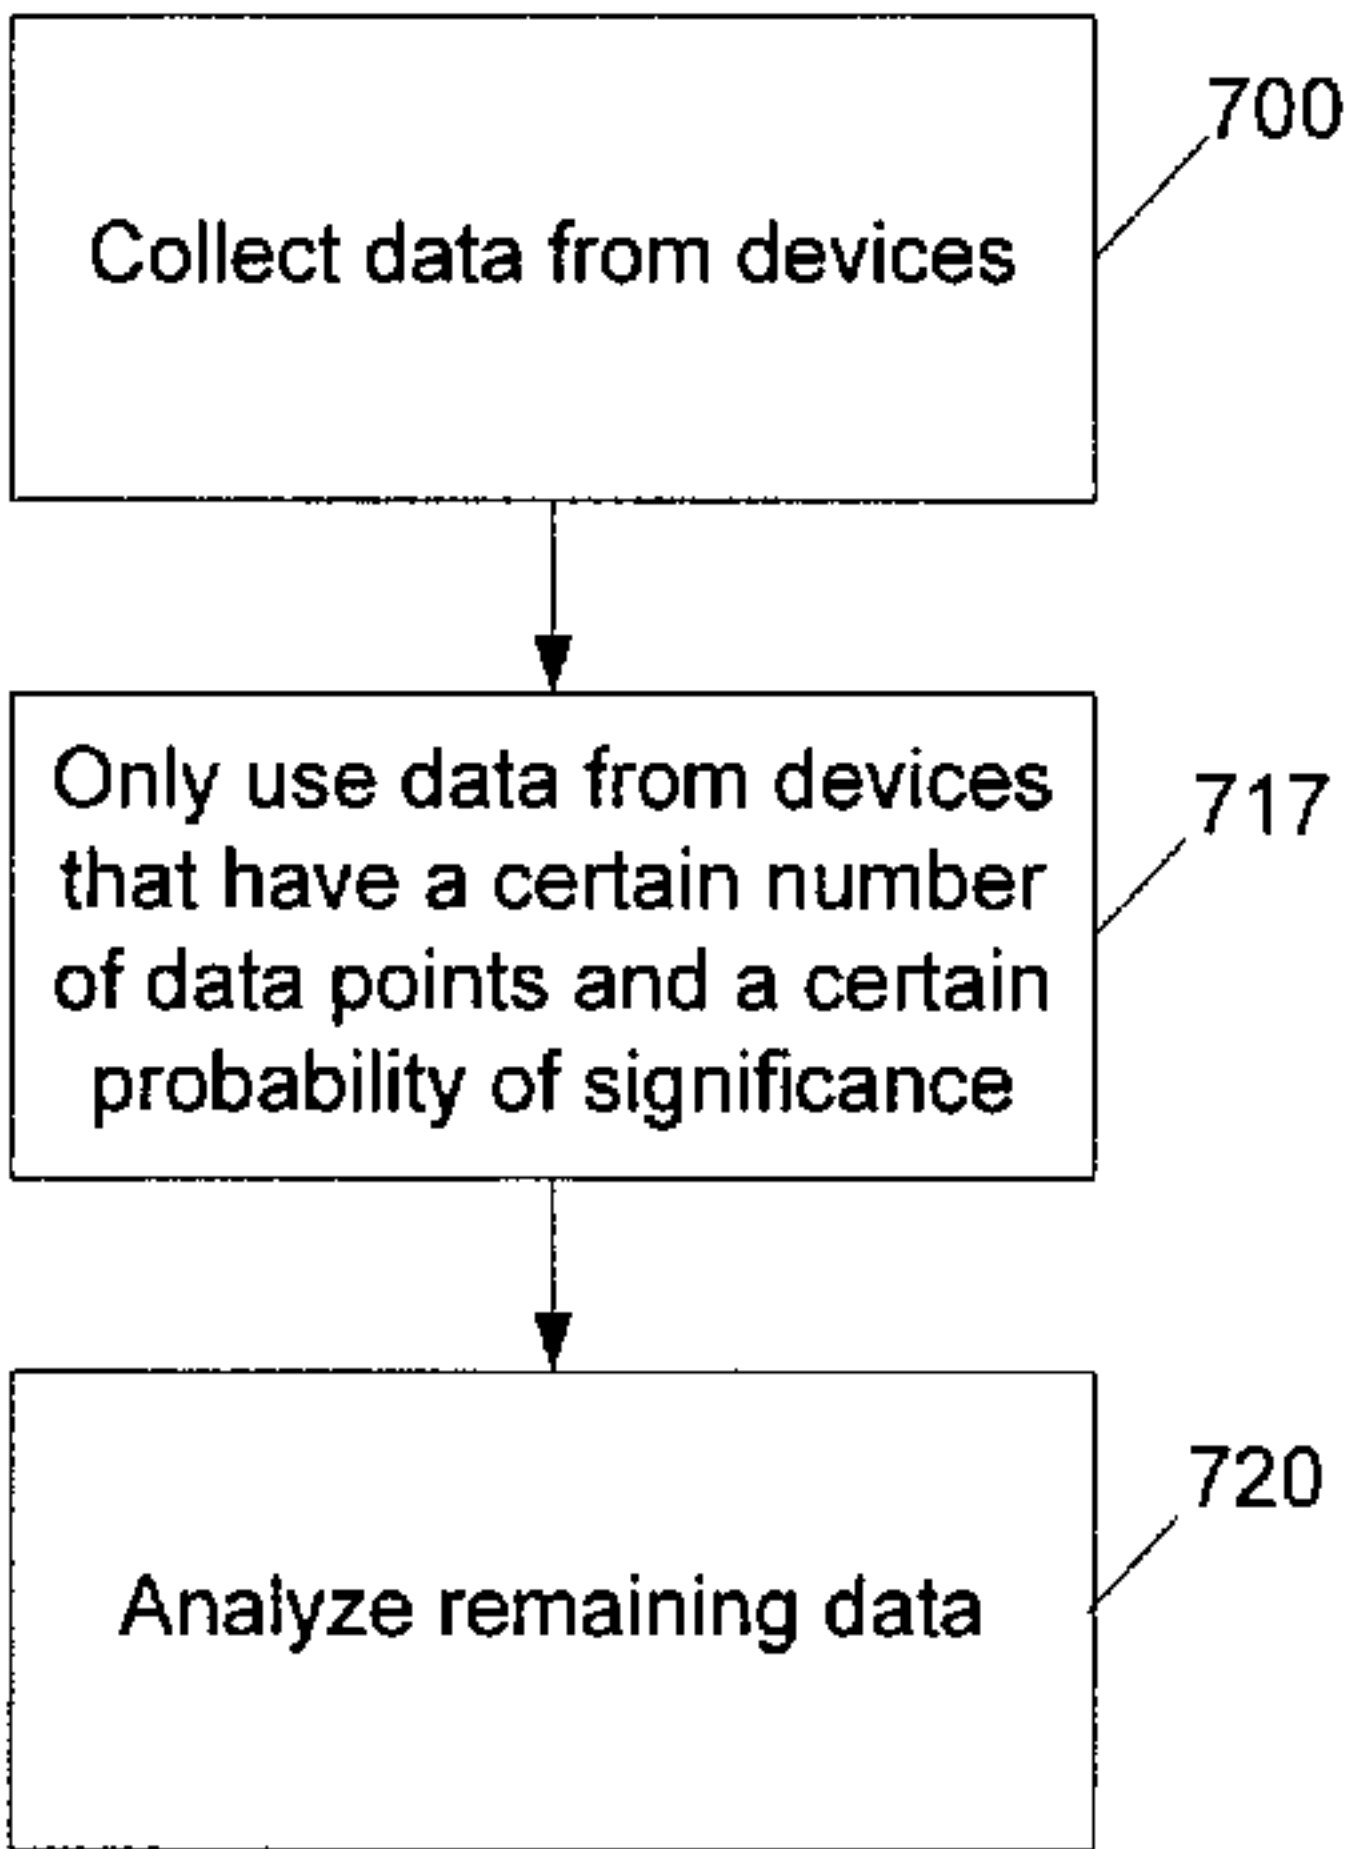 700
Collect data from devices
Only use data from devices
that have a certain number
of data points and a certain
probability of significance
717
720
Analyze remaining data